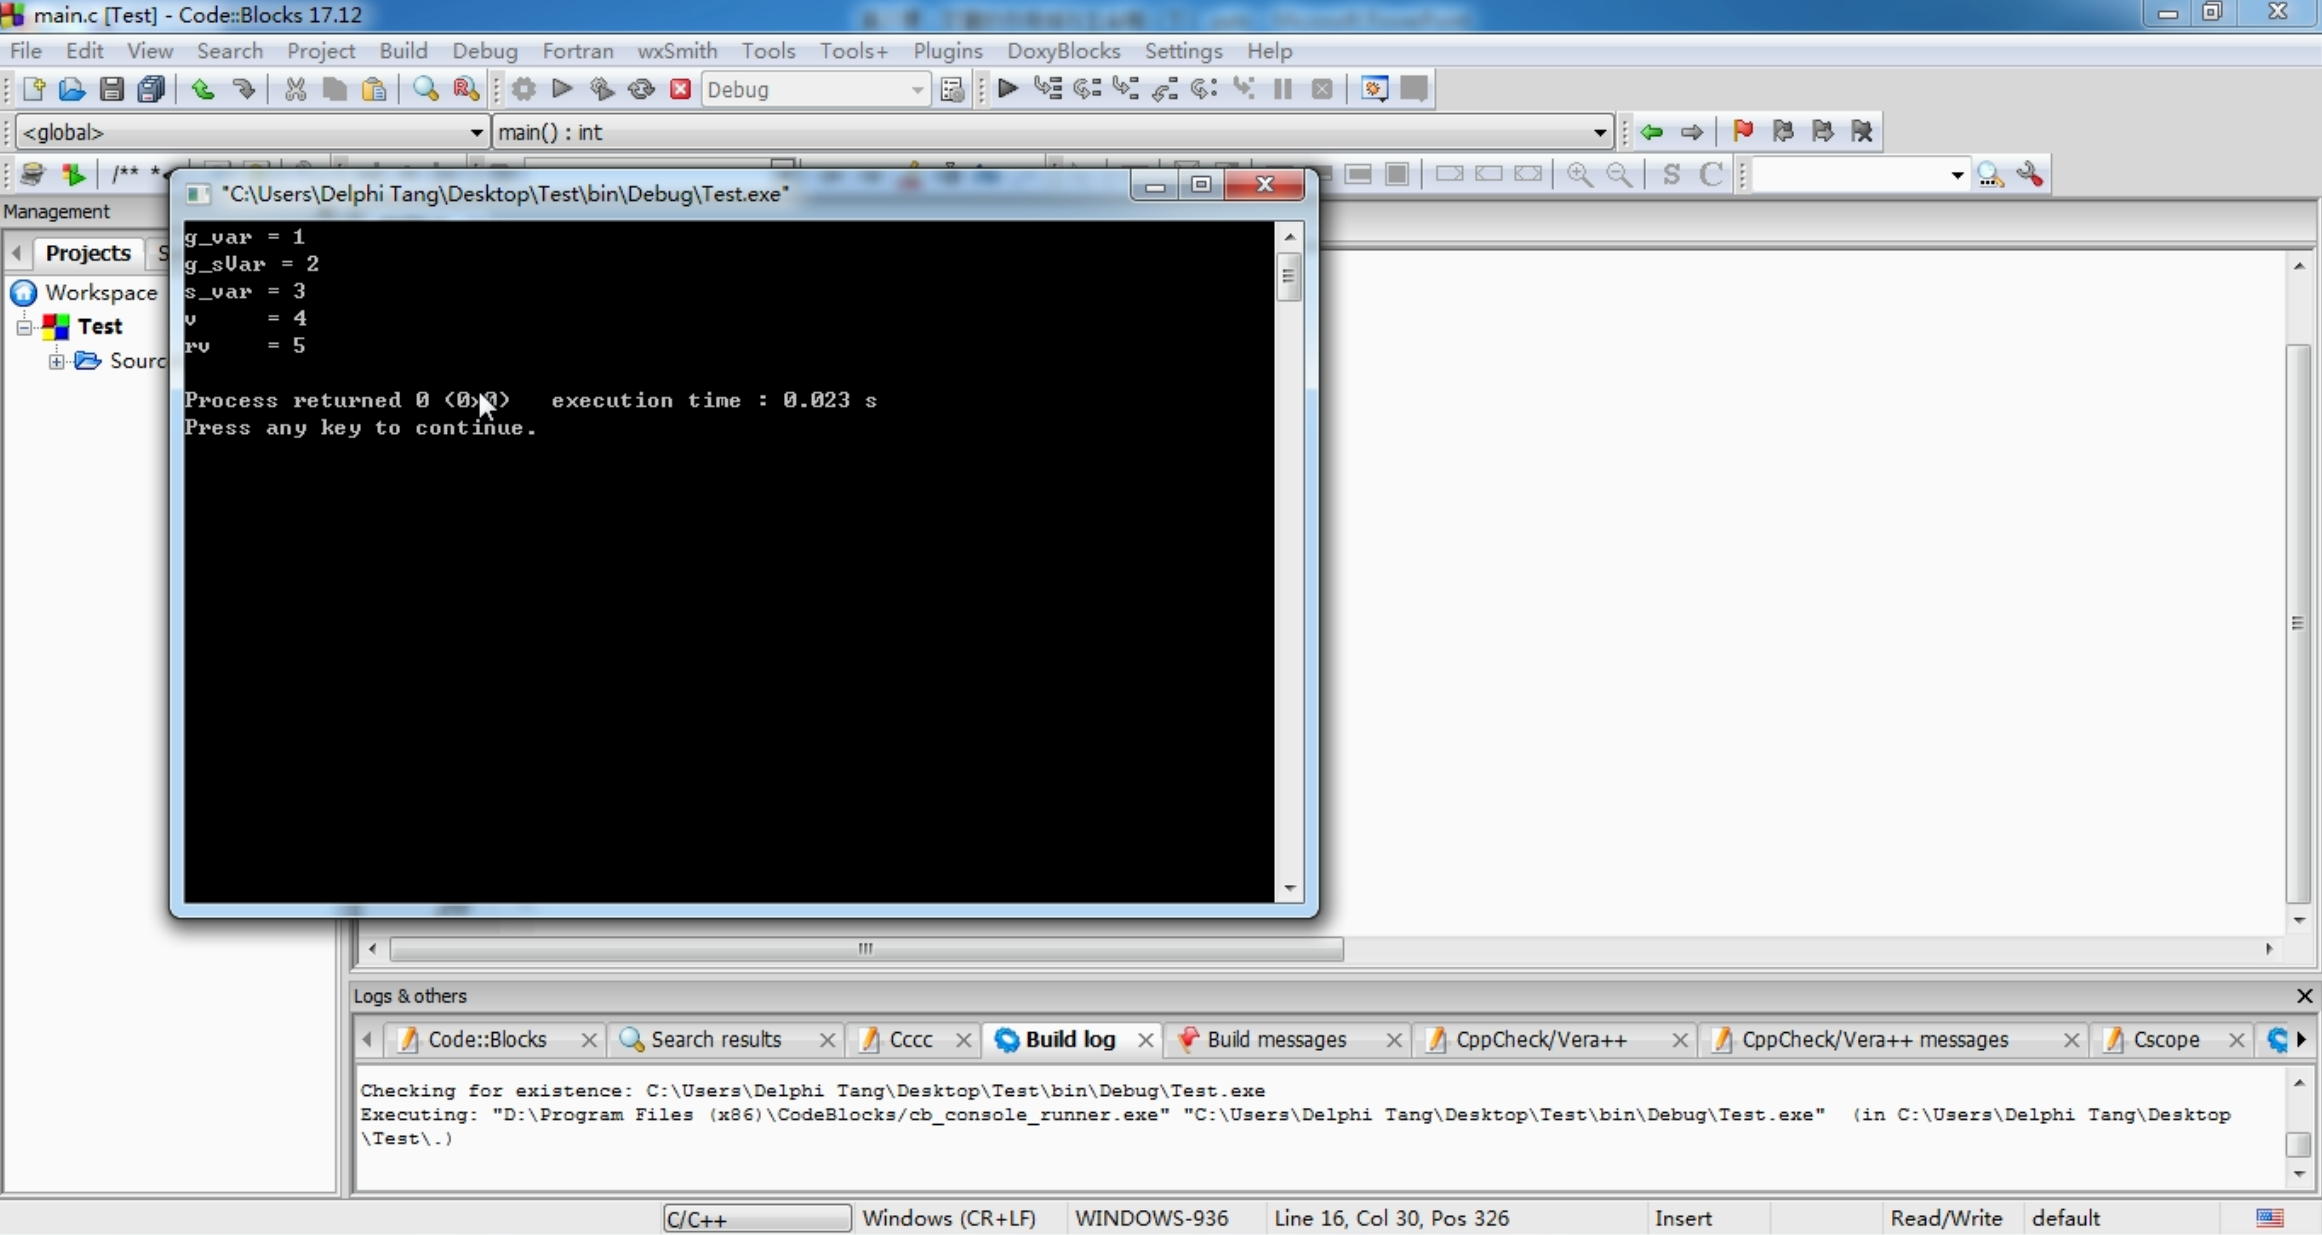 main.c [Test] - Code::Blocks 17.12
File Edit View Search Project Build Debug Fortran wxSmith Tools Tools+ Plugins DoxyBlocks Settings Help
Debug
<global> main() : int
/** *
S C
"C:\Users\Delphi Tang\Desktop\Test\bin\Debug\Test.exe"
Management
Projects S
Workspace
Test
Sourc
g_var = 1
g_sVar = 2
s_var = 3
v = 4
rv = 5
Process returned 0 (0x0) execution time : 0.023 s
Press any key to continue.
Logs & others
Code::Blocks Search results Cccc Build log Build messages CppCheck/Vera++ CppCheck/Vera++ messages Cscope
Checking for existence: C:\Users\Delphi Tang\Desktop\Test\bin\Debug\Test.exe
Executing: "D:\Program Files (x86)\CodeBlocks/cb_console_runner.exe" "C:\Users\Delphi Tang\Desktop\Test\bin\Debug\Test.exe" (in C:\Users\Delphi Tang\Desktop
\Test\.)
C/C++ Windows (CR+LF) WINDOWS-936 Line 16, Col 30, Pos 326 Insert Read/Write default